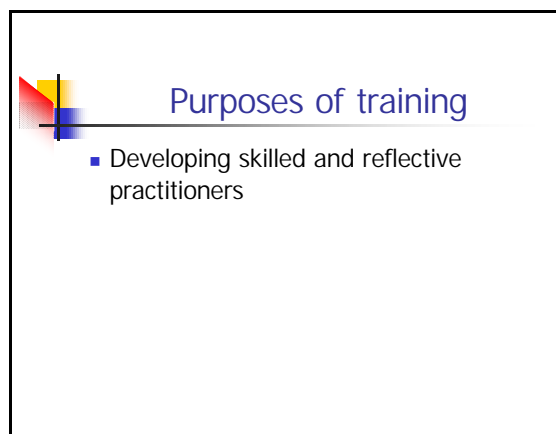 Purposes of training
Developing skilled and reflective
practitioners